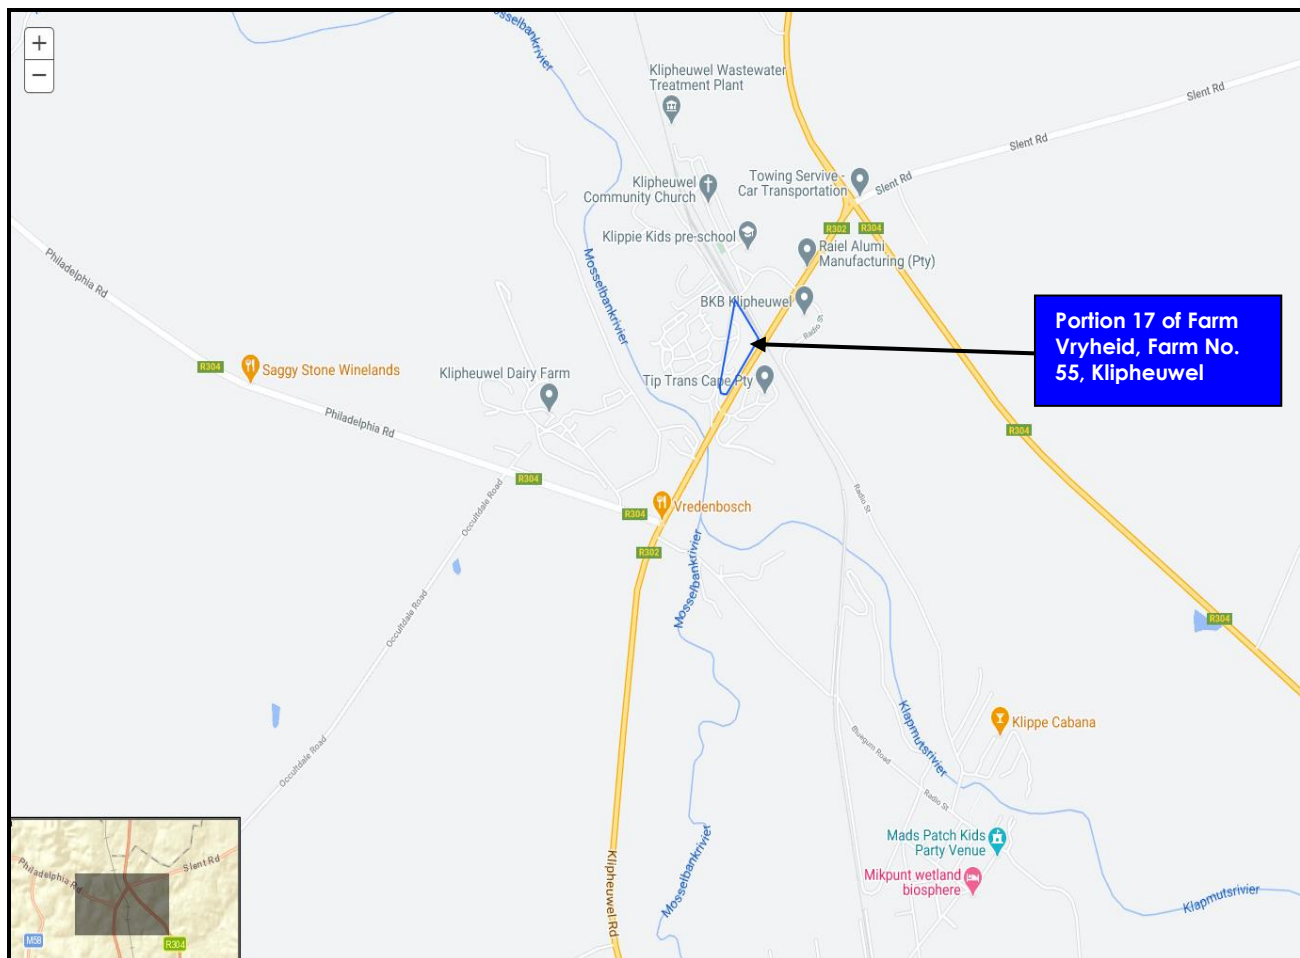 Mosselbankrivier
+
−
Klipheuwel Wastewater
Treatment Plant
Slent Rd
Slent Rd
Klipheuwel
Community Church
Towing Servive -
Car Transportation
Slent Rd
Klippie Kids pre-school
R302
R304
Raiel Alumi
Manufacturing (Pty)
Philadelphia Rd
Mosselbankrivier
BKB Klipheuwel
Radio St
Portion 17 of Farm
Vryheid, Farm No.
55, Klipheuwel
R304
Saggy Stone Winelands
Klipheuwel Dairy Farm
Tip Trans Cape Pty
Philadelphia Rd
R304
R304
Occultdale Road
Radio St
R304
Vredenbosch
R302
Mosselbankrivier
Occultdale Road
R304
Klapmutsrivier
Klippe Cabana
Occultdale Road
Bluegum Road
Radio St
Mads Patch Kids
Party Venue
Mikpunt wetland
biosphere
Klipheuwel Rd
Mosselbankrivier
Klapmutsrivier
Philadelphia Rd
Slent Rd
M58
R304